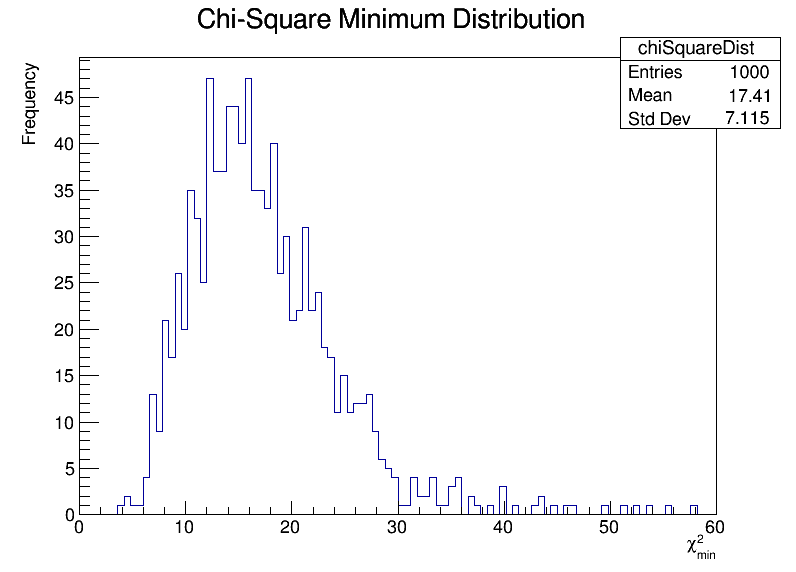 Chi-Square Minimum Distribution
chiSquareDist
Entries 1000
Mean 17.41
Std Dev 7.115
Frequency
45
40
35
30
25
20
15
10
5
0
0 10 20 30 40 50 60
χ²min